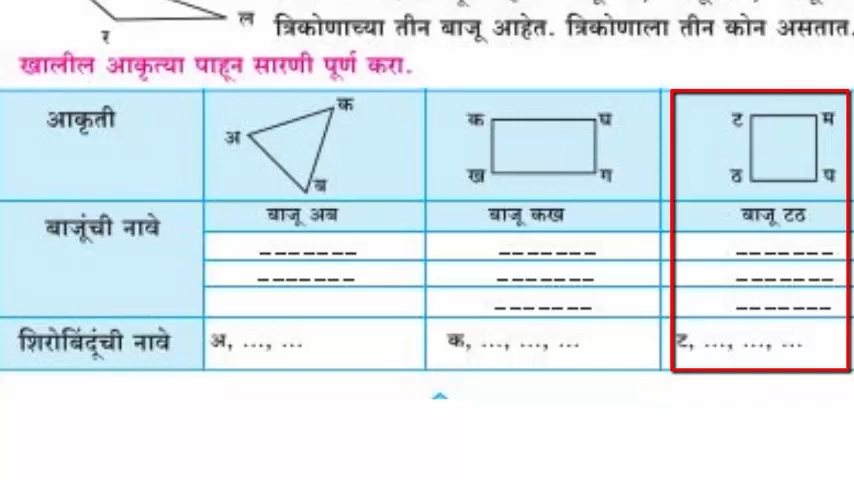 र
ल
त्रिकोणाच्या तीन बाजू आहेत. त्रिकोणाला तीन कोन असतात.
खालील आकृत्या पाहून सारणी पूर्ण करा.
आकृती
क
अ
ब
क
घ
ख
ग
ट
म
ठ
प
बाजूंची नावे
बाजू अब
बाजू कख
बाजू टठ
_ _ _ _ _ _ _
_ _ _ _ _ _ _
_ _ _ _ _ _ _
_ _ _ _ _ _ _
_ _ _ _ _ _ _
_ _ _ _ _ _ _
_ _ _ _ _ _ _
_ _ _ _ _ _ _
शिरोबिंदूंची नावे
अ, ..., ...
क, ..., ..., ...
ट, ..., ..., ...